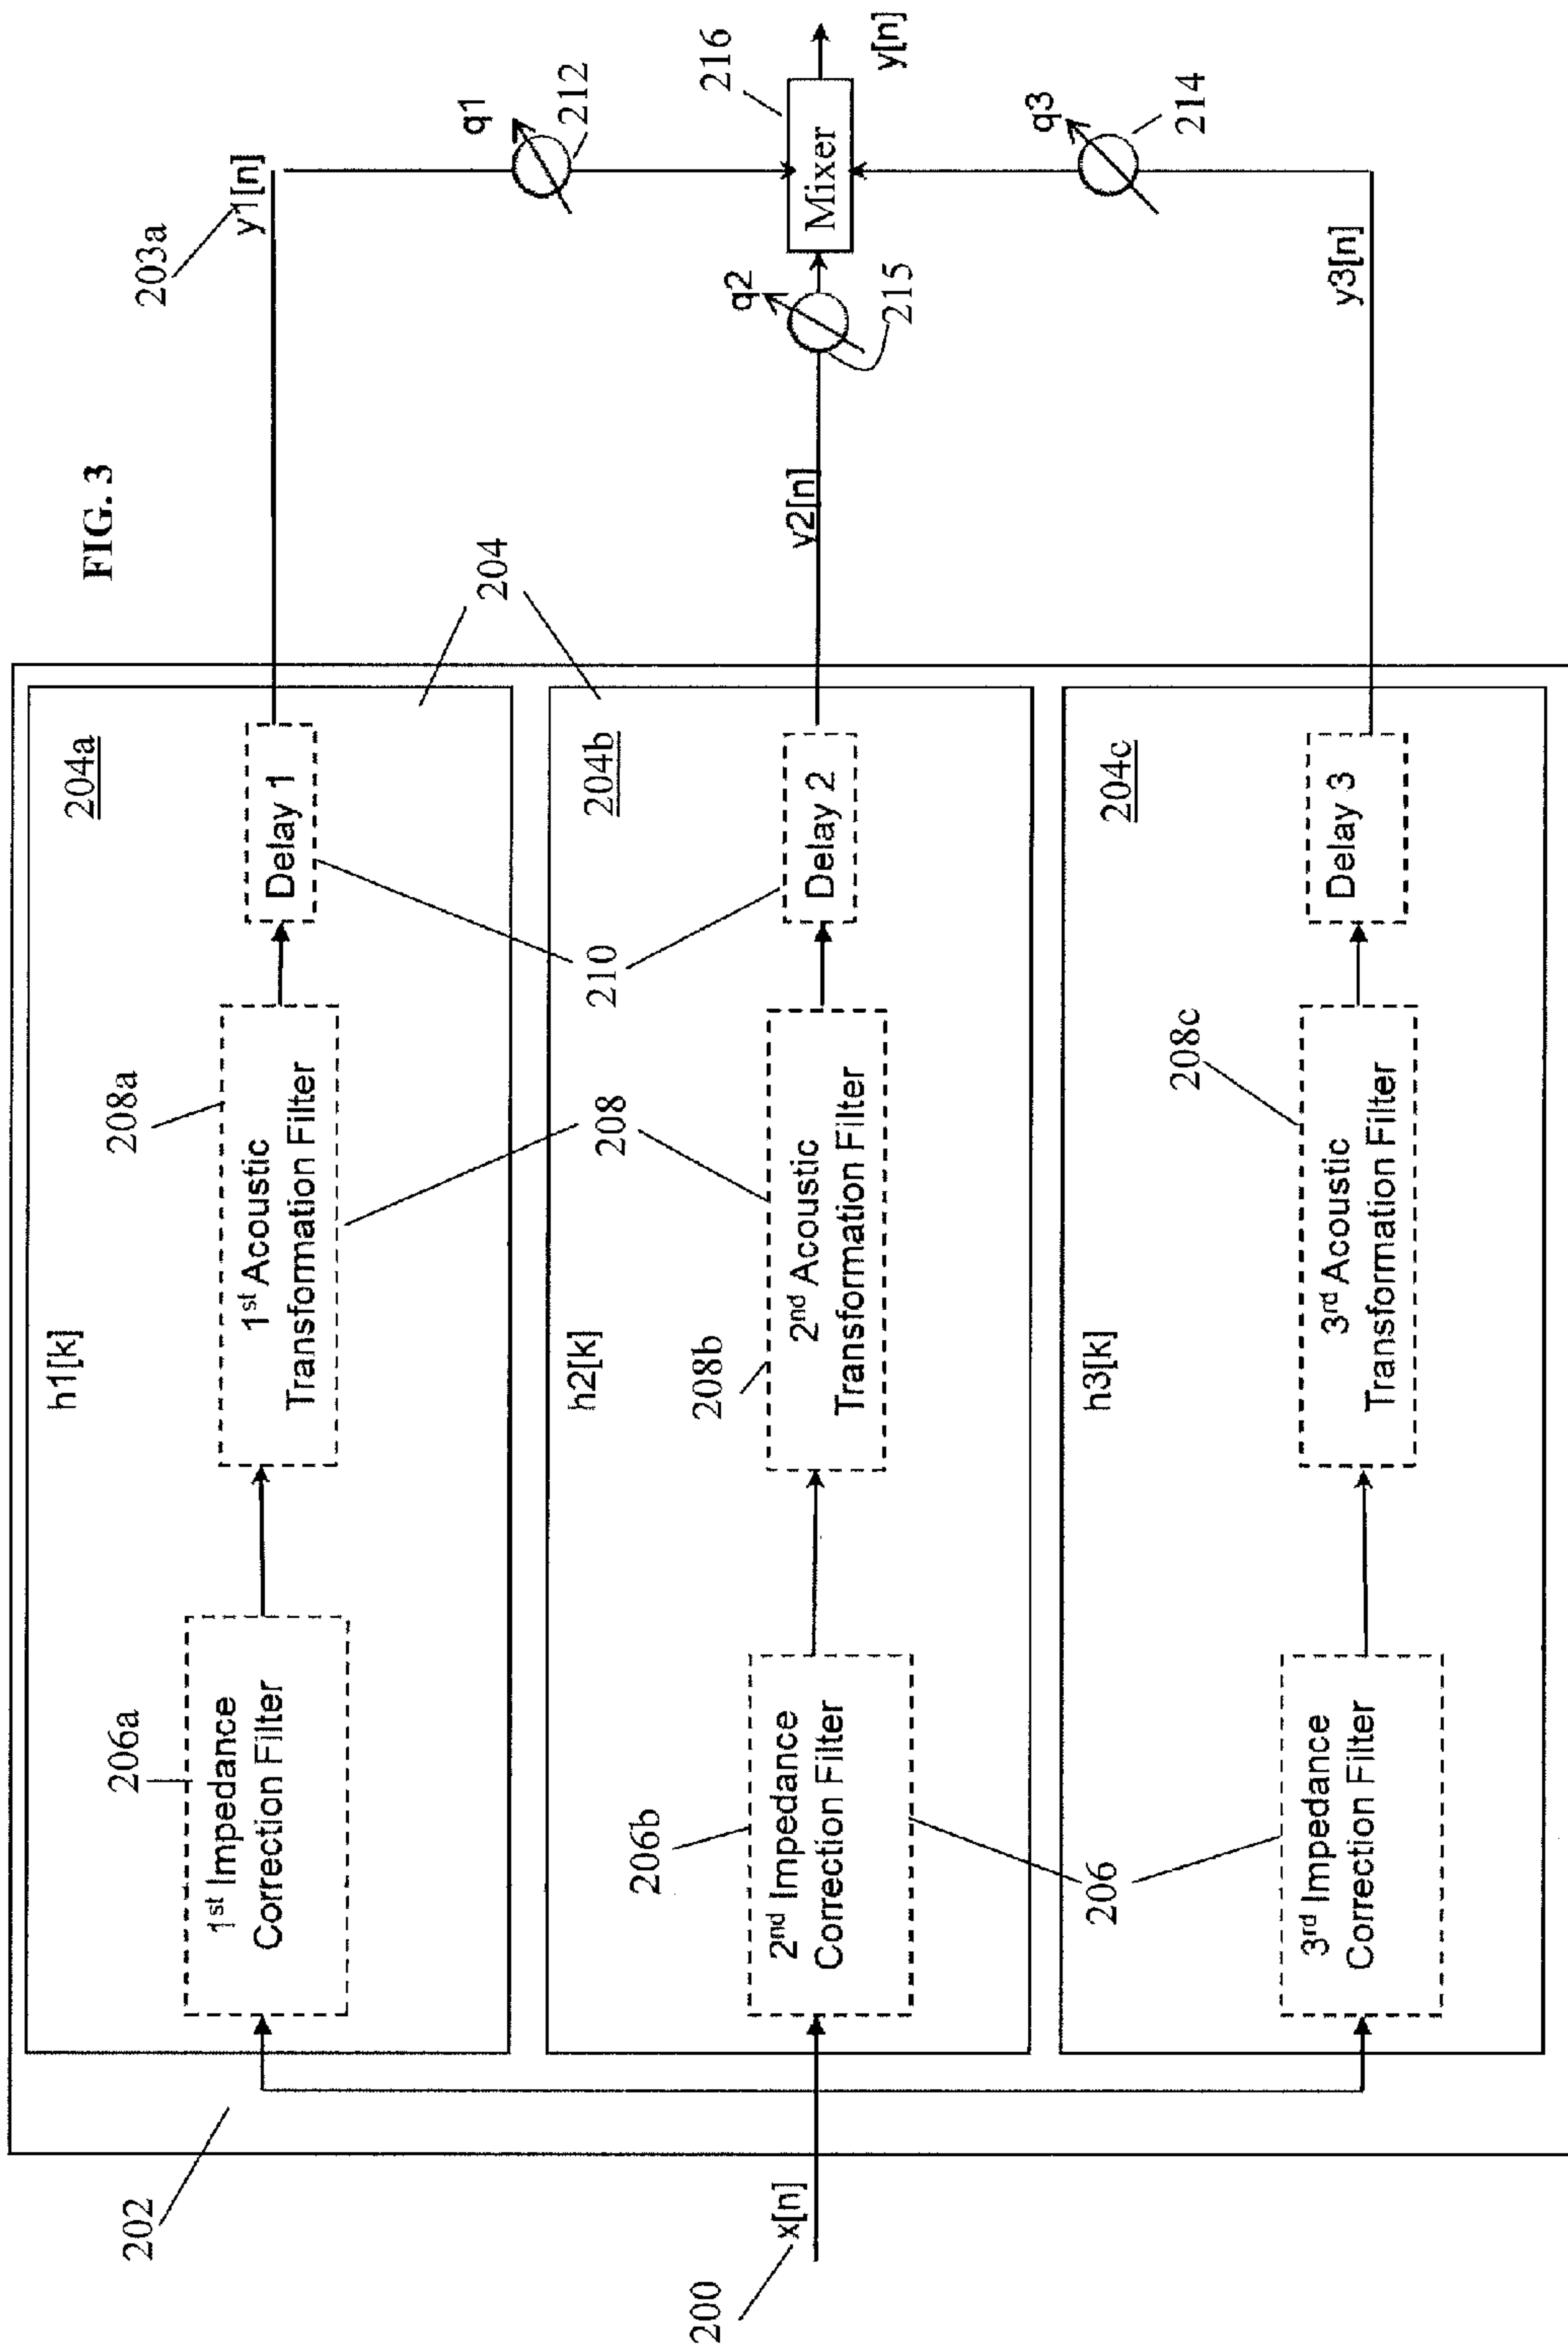 FIG. 3
203a
y1[n]
q1
212
216
y[n]
Mixer
q2
215
q3
214
y2[n]
y3[n]
204
204a
h1[k]
206a
1st Impedance
Correction Filter
208a
1st Acoustic
Transformation Filter
Delay 1
210
208
204b
h2[k]
206b
2nd Impedance
Correction Filter
208b
2nd Acoustic
Transformation Filter
Delay 2
206
204c
h3[k]
3rd Impedance
Correction Filter
208c
3rd Acoustic
Transformation Filter
Delay 3
202
200
x[n]